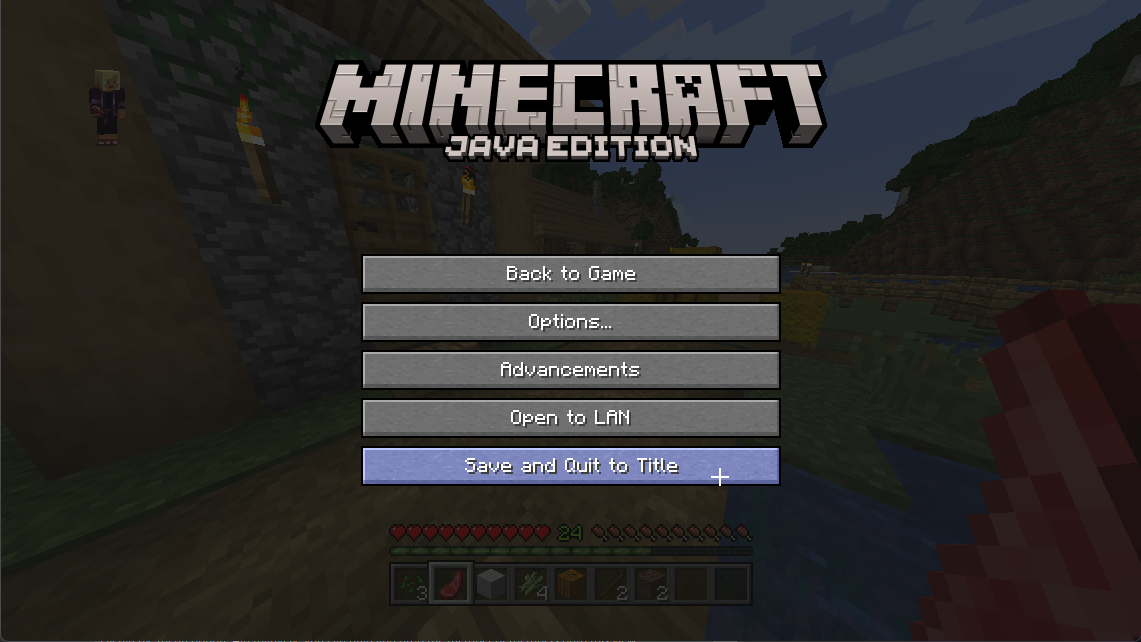 MINECRAFT
JAVA EDITION
Back to Game
Options...
Advancements
Open to LAN
Save and Quit to Title
24
3
4
2
2